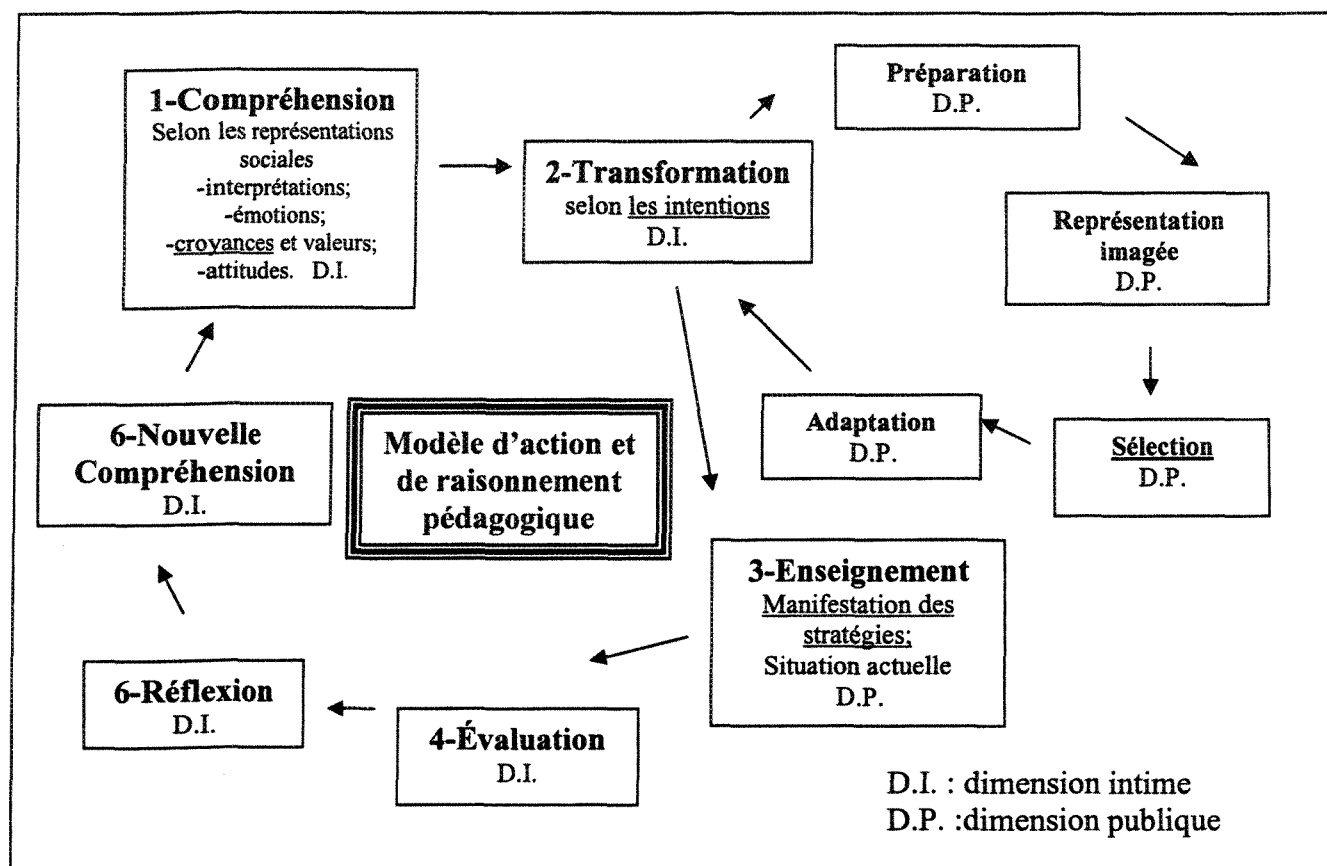 1-Compréhension
Selon les représentations
sociales
-interprétations;
-émotions;
-croyances et valeurs;
-attitudes. D.I.
2-Transformation
selon les intentions
D.I.
Préparation
D.P.
Représentation
imagée
D.P.
Sélection
D.P.
Adaptation
D.P.
3-Enseignement
Manifestation des
stratégies;
Situation actuelle
D.P.
4-Évaluation
D.I.
6-Réflexion
D.I.
6-Nouvelle
Compréhension
D.I.
Modèle d'action et
de raisonnement
pédagogique
D.I. : dimension intime
D.P. :dimension publique